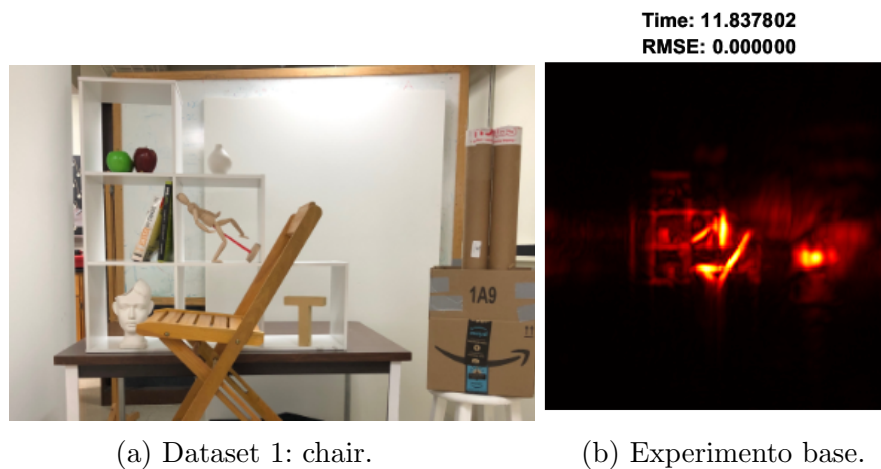 Time: 11.837802
RMSE: 0.000000
1A9
(a) Dataset 1: chair.
(b) Experimento base.